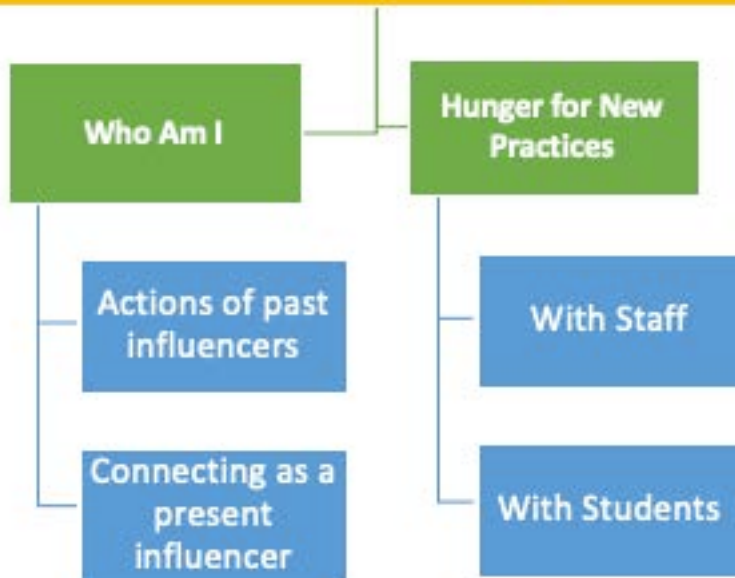 Who Am I
Hunger for New
Practices
Actions of past
influencers
With Staff
Connecting as a
present
influencer
With Students